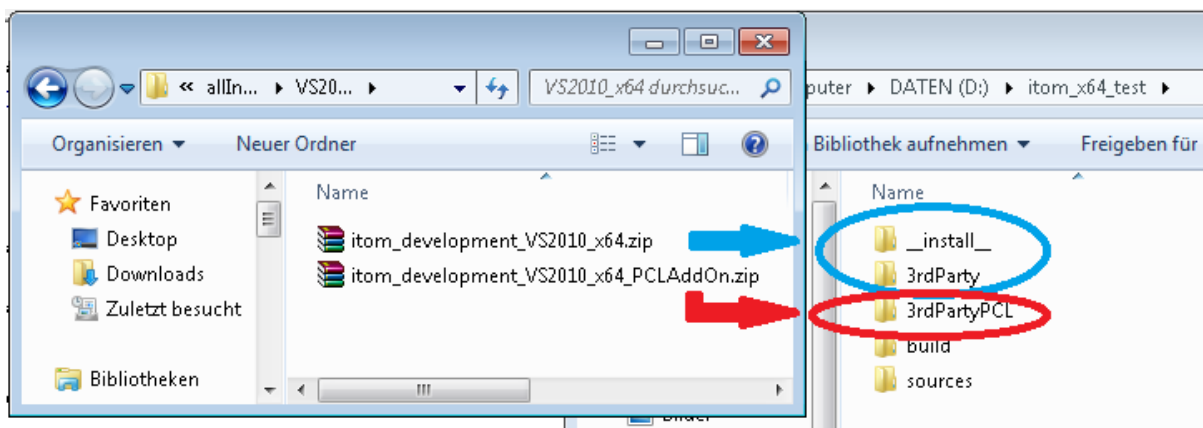 « allIn... ▸ VS20... ▸
VS2010_x64 durchsuc...
Organisieren
Neuer Ordner
Favoriten
Desktop
Downloads
Zuletzt besucht
Bibliotheken
Name
itom_development_VS2010_x64.zip
itom_development_VS2010_x64_PCLAddOn.zip
puter ▸ DATEN (D:) ▸ itom_x64_test ▸
Bibliothek aufnehmen
Freigeben für
Name
__install__
3rdParty
3rdPartyPCL
build
sources